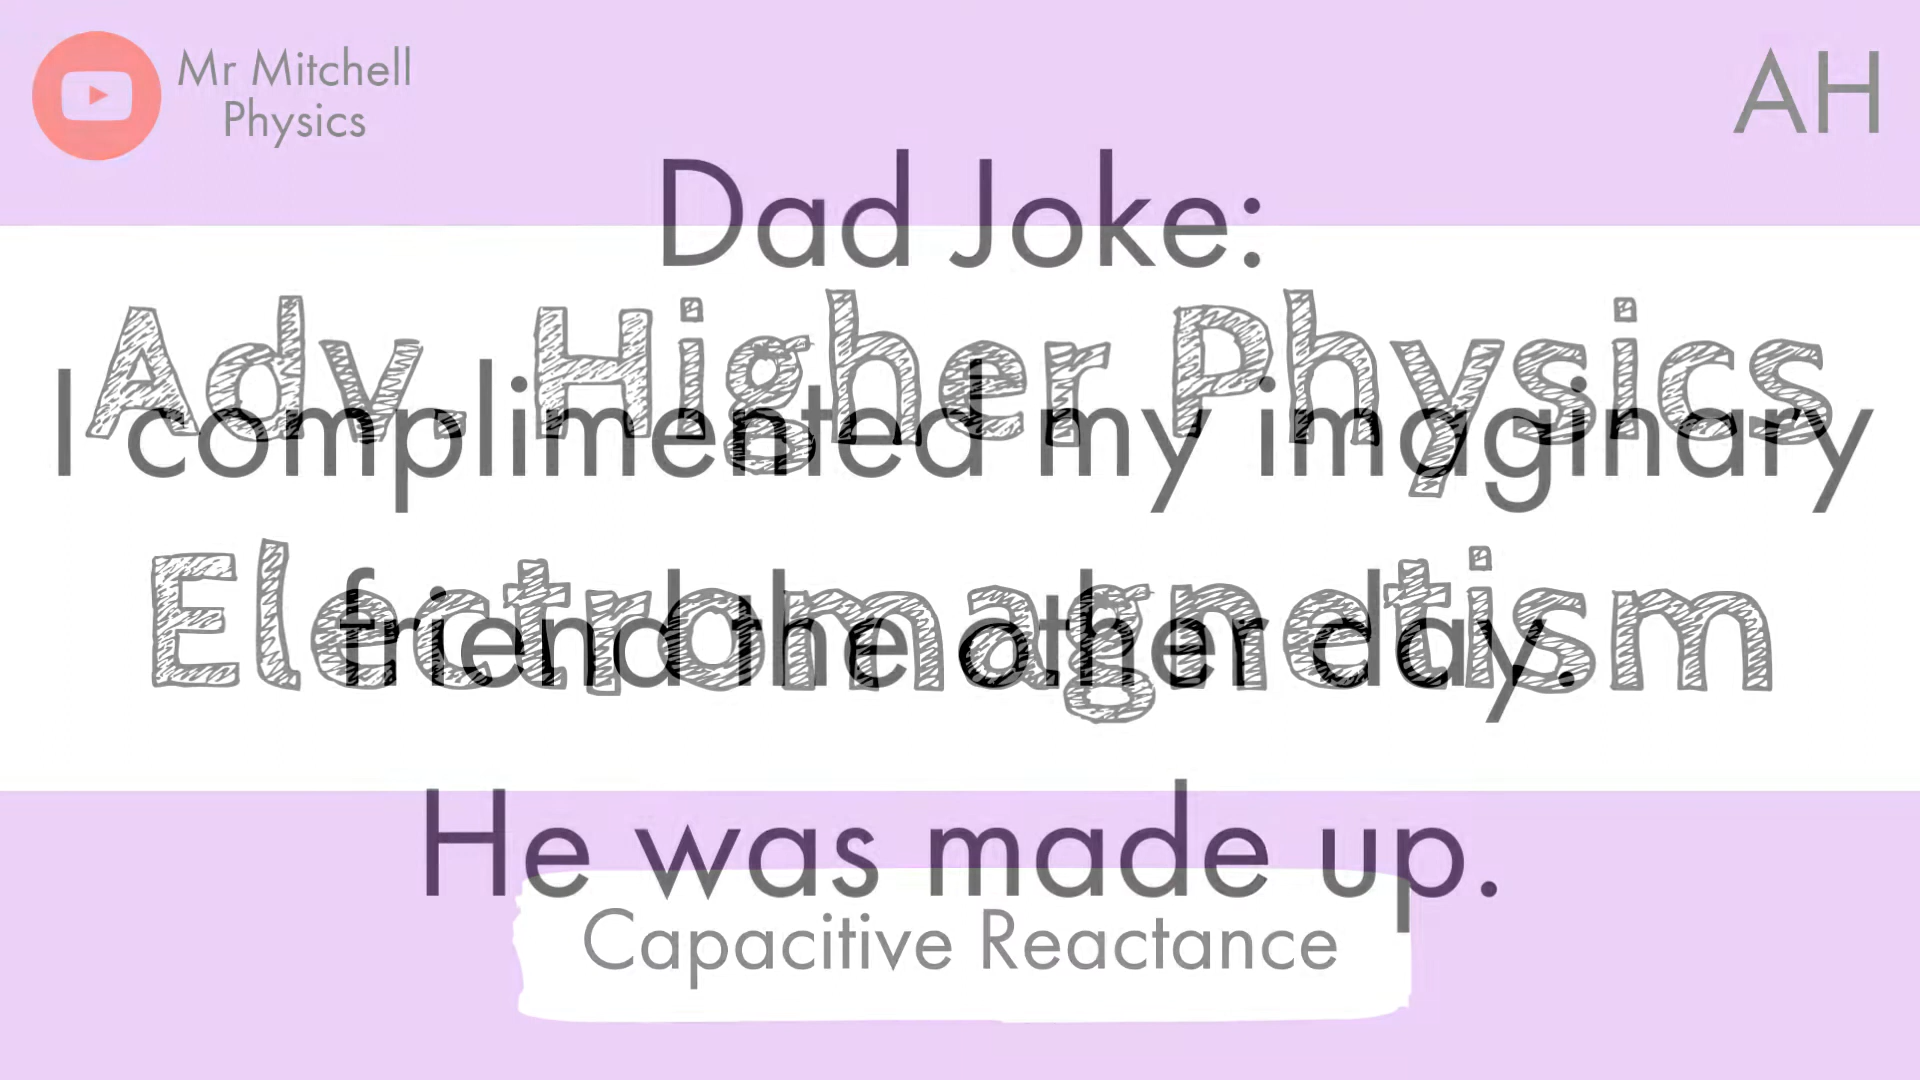 Mr Mitchell
Physics
AH
Dad Joke:
Adv. Higher Physics
I complimented my imaginary
Electromagnetism
friend the other day.
He was made up.
Capacitive Reactance